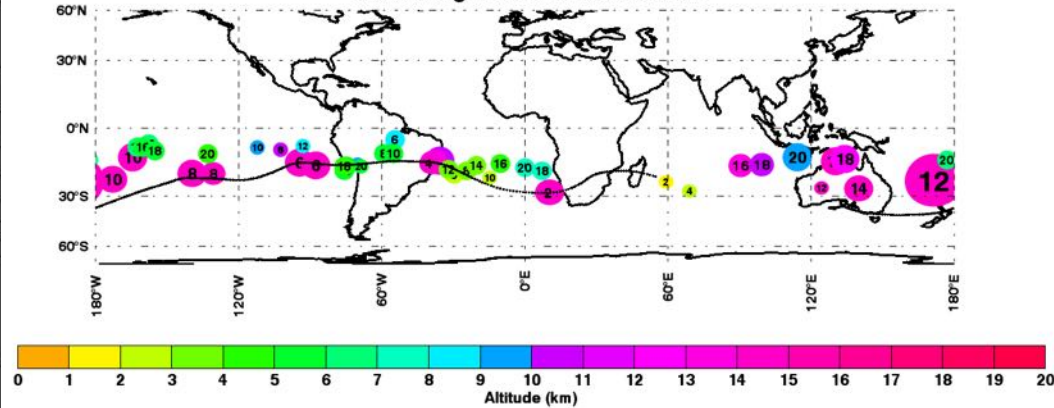 60°N
30°N
0°N
30°S
60°S
10 8 12 6
10 16 18 20 8 10 16 20 18 16 18 20 18 20
10 8 8 6 18 20 4 12 14 10 2 2 4 12 14 12
180°W 120°W 60°W 0°E 60°E 120°E 180°E
0 1 2 3 4 5 6 7 8 9 10 11 12 13 14 15 16 17 18 19 20
Altitude (km)